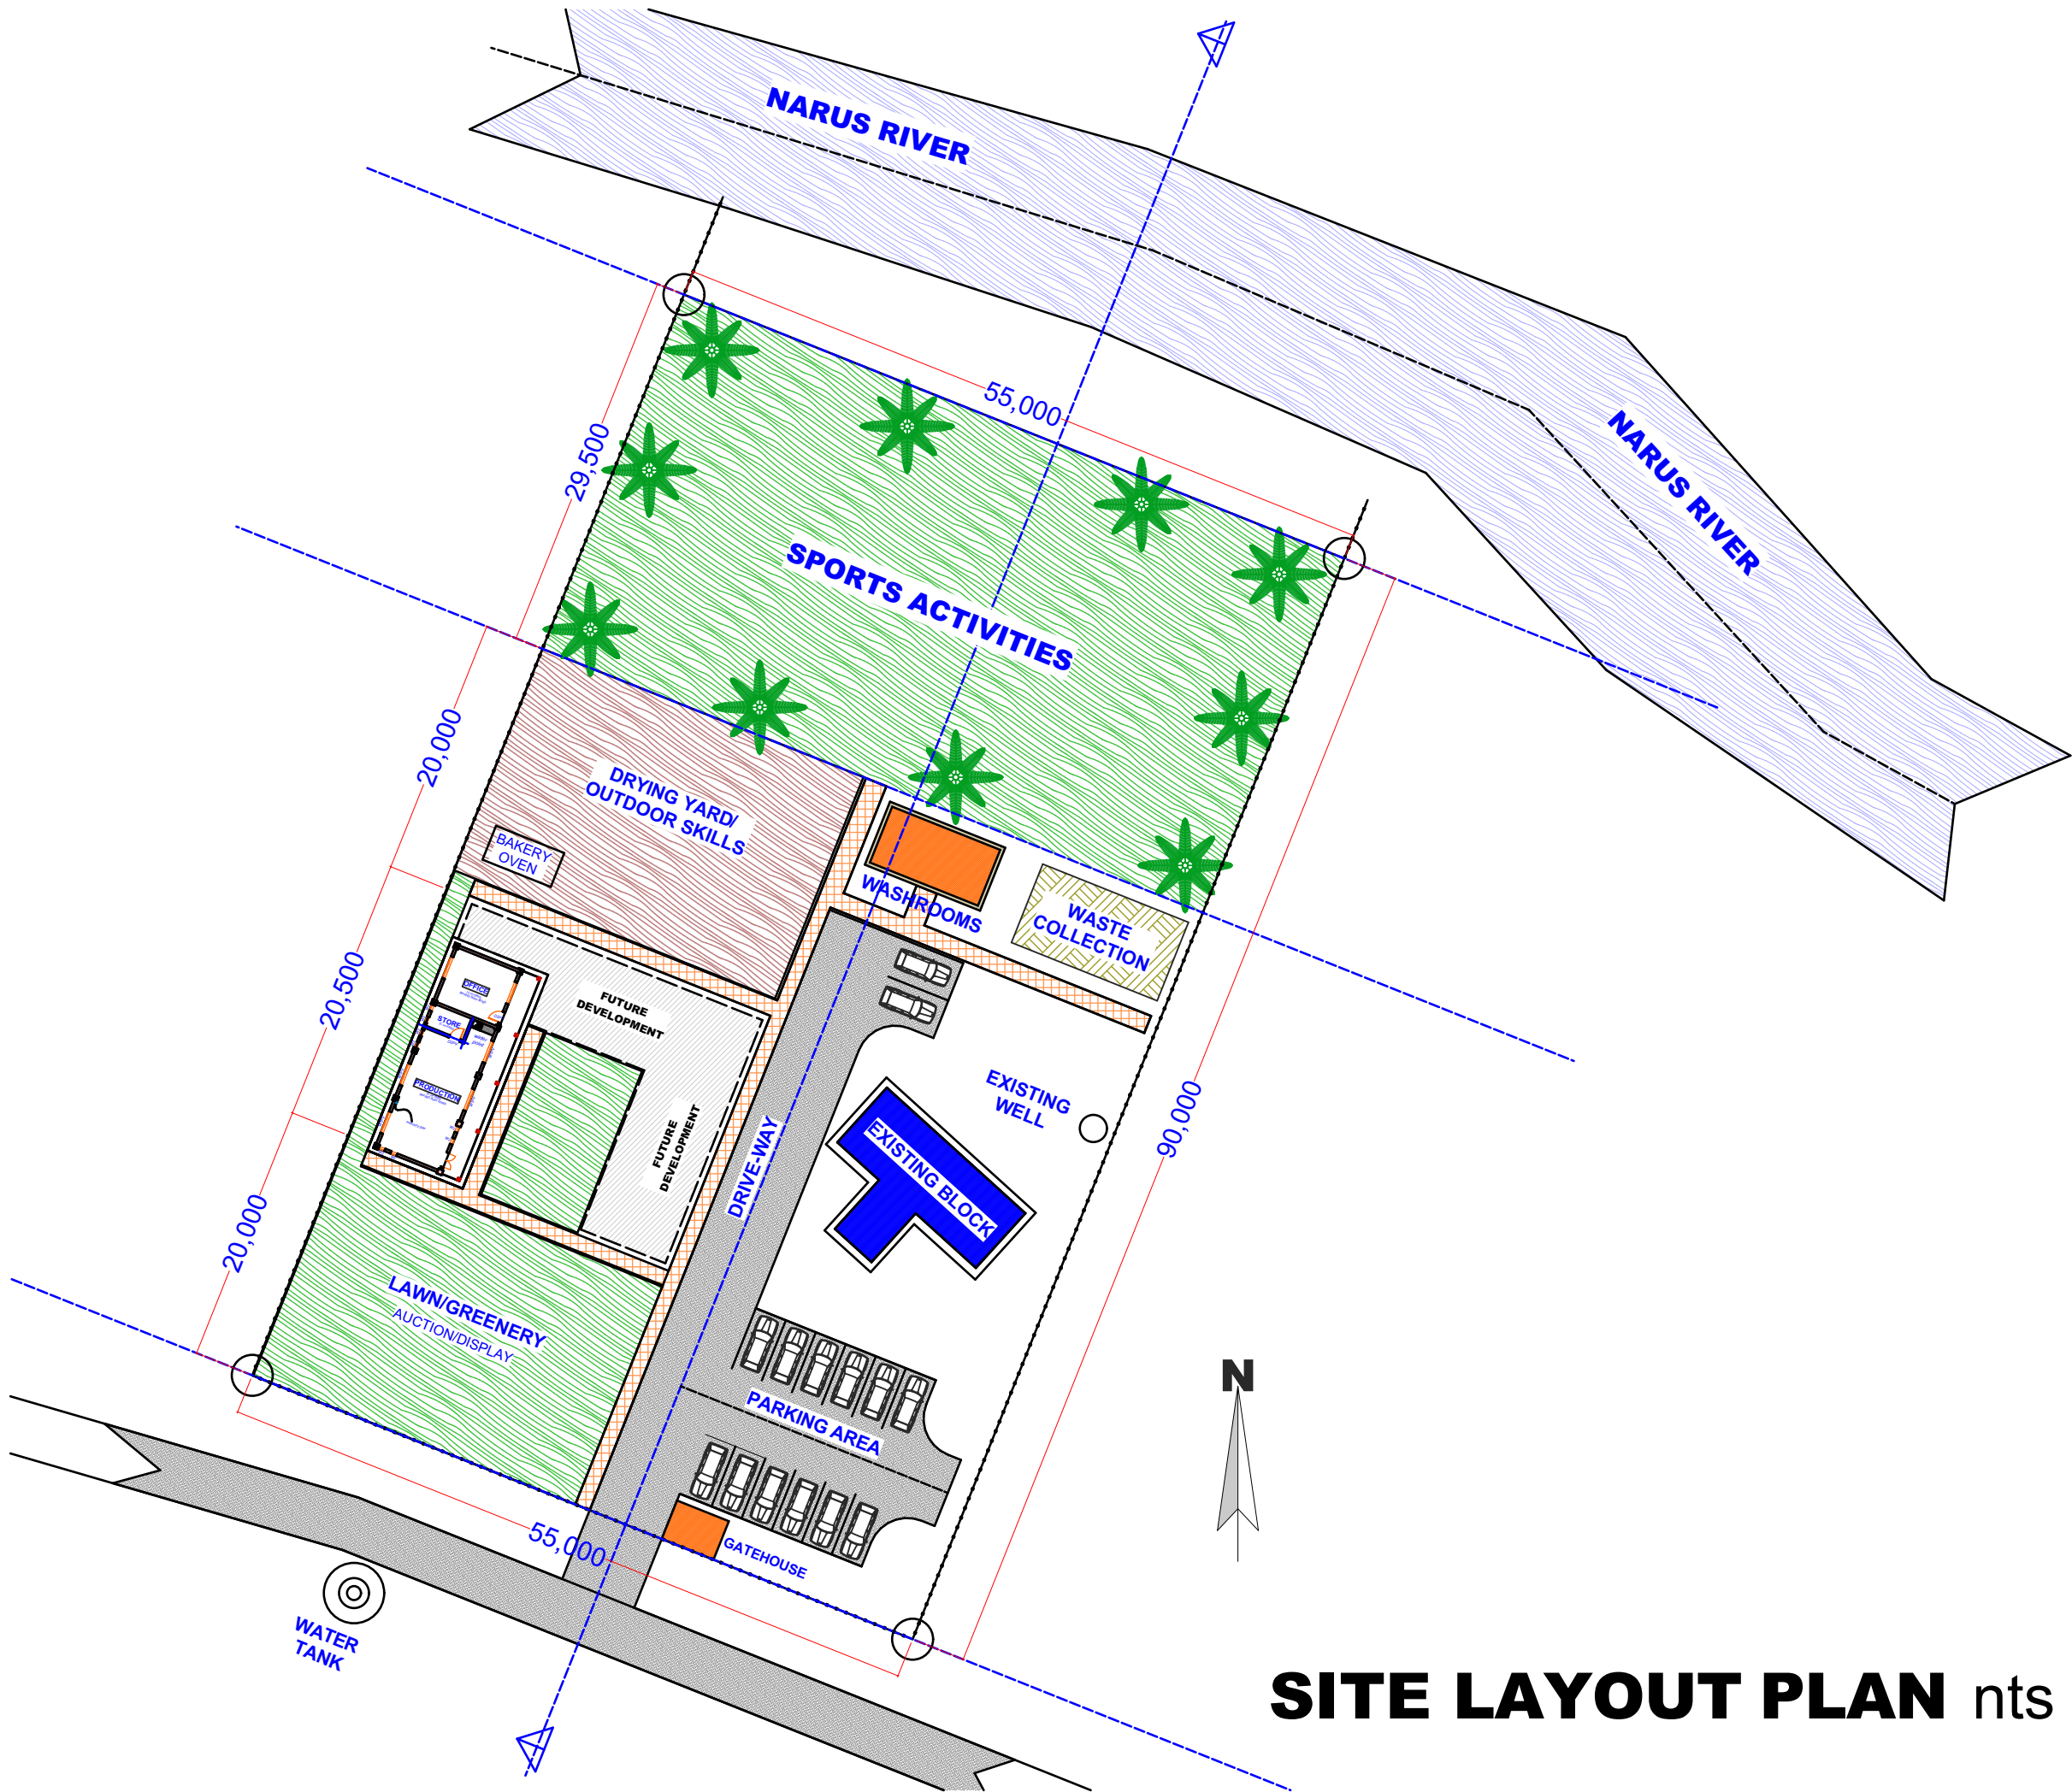 NARUS RIVER
NARUS RIVER
55,000
29,500
SPORTS ACTIVITIES
20,000
DRYING YARD/
OUTDOOR SKILLS
BAKERY
OVEN
WASHROOMS
WASTE
COLLECTION
20,500
OFFICE
STORE
PRODUCTION
FUTURE
DEVELOPMENT
FUTURE
DEVELOPMENT
DRIVE-WAY
EXISTING
WELL
EXISTING BLOCK
90,000
20,000
LAWN/GREENERY
AUCTION/DISPLAY
PARKING AREA
N
55,000
GATEHOUSE
WATER
TANK
SITE LAYOUT PLAN nts